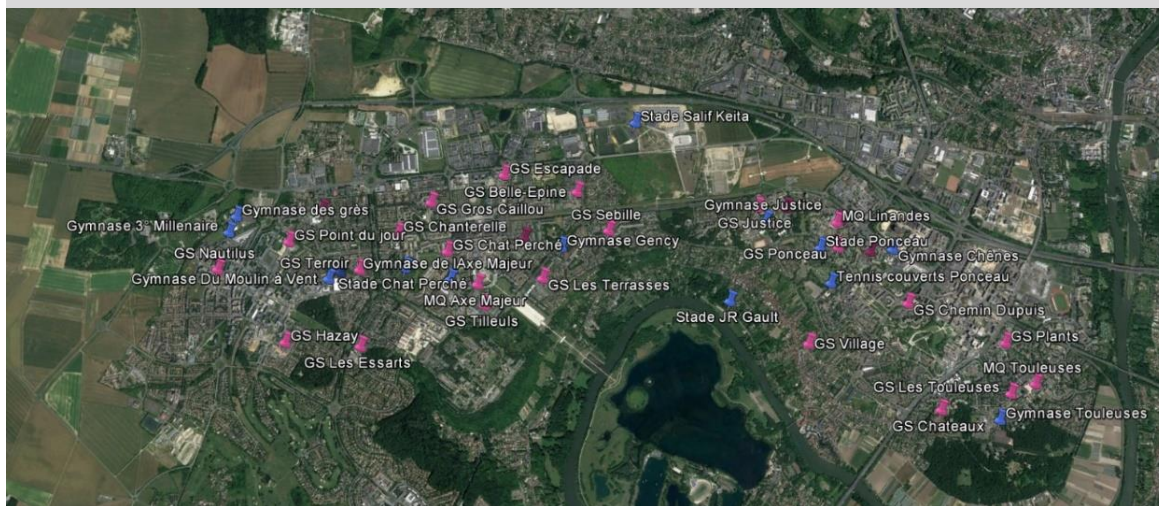 Stade Salif Keita
GS Escapade
GS Belle-Epine
GS Gros Caillou
Gymnase des grès
Gymnase 3° Millenaire
GS Chanterelle
GS Sébille
Gymnase Justice
GS Justice
MQ Linandes
GS Point du jour
GS Chat Perché
Gymnase Gency
Stade Ponceau
GS Ponceau
Gymnase Chênes
GS Nautilus
GS Terroir
Gymnase de lAxe Majeur
Gymnase Du Moulin à Vent
Stade Chat Perché
GS Les Terrasses
Tennis couverts Ponceau
MQ Axe Majeur
GS Tilleuls
Stade JR Gault
GS Chemin Dupuis
GS Hazay
GS Les Essarts
GS Village
GS Plants
MQ Touleuses
GS Les Touleuses
GS Chateaux
Gymnase Touleuses